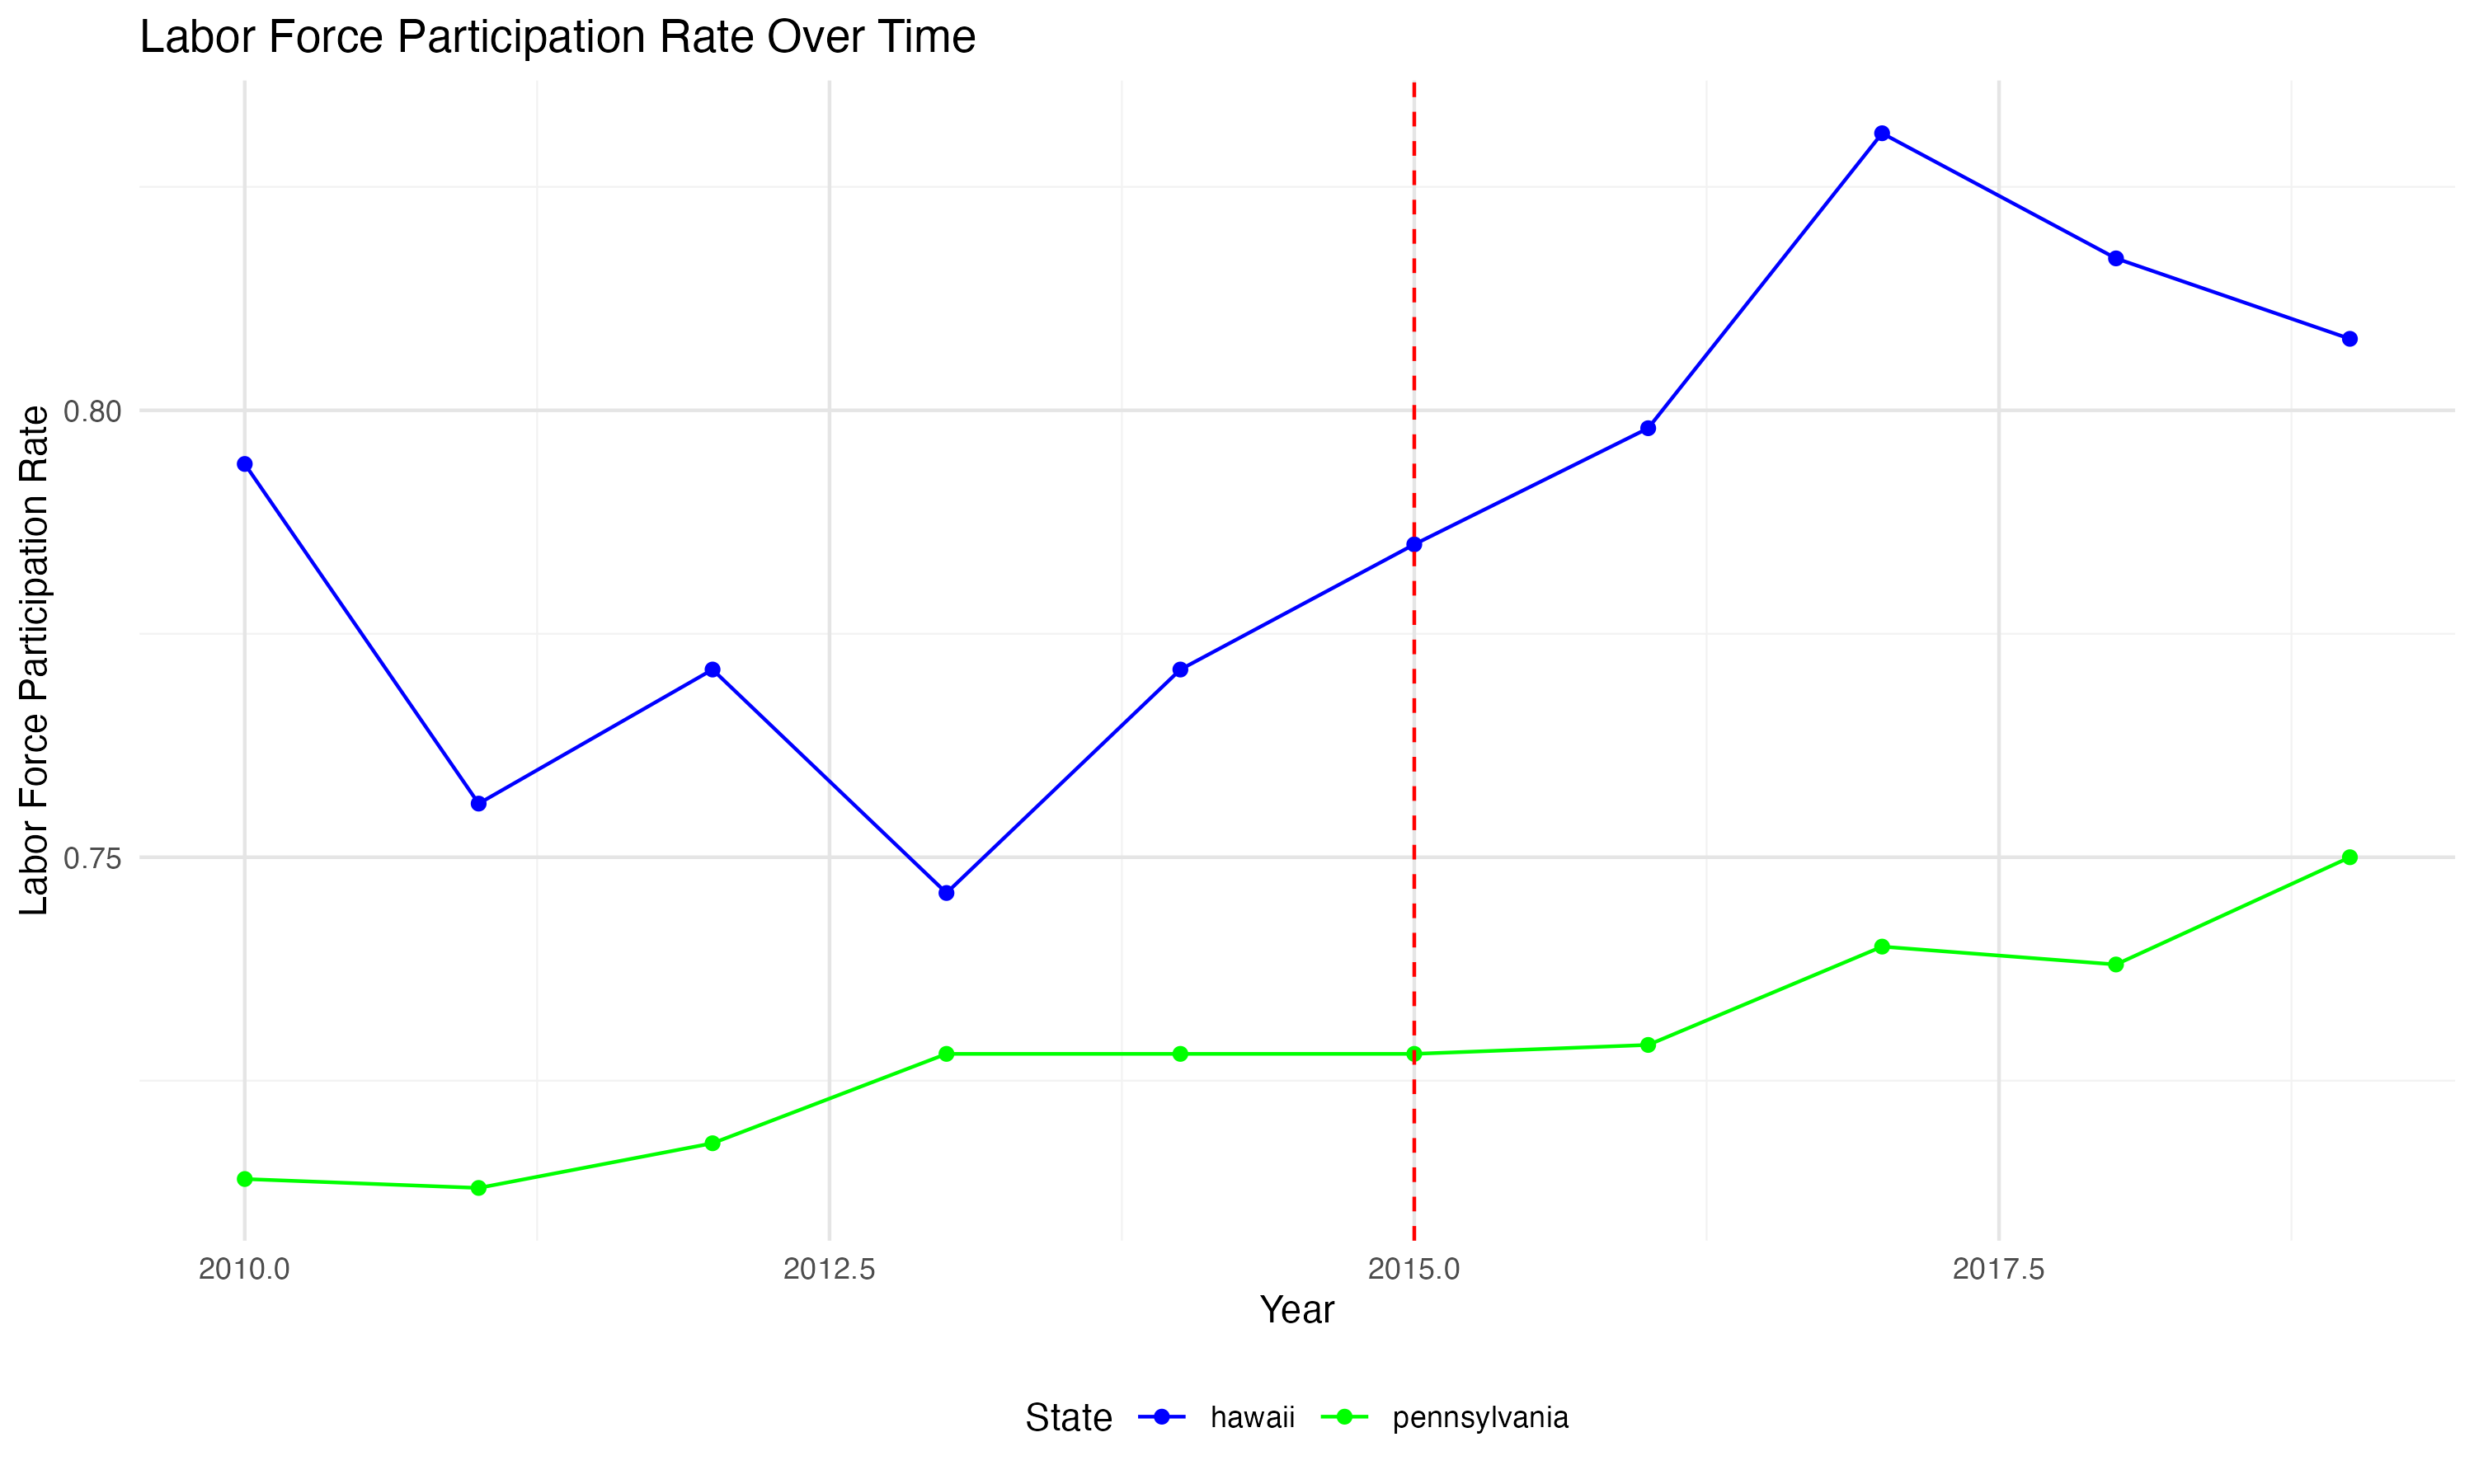 Labor Force Participation Rate Over Time
Labor Force Participation Rate
0.80
0.75
2010.0 2012.5 2015.0 2017.5
Year
State hawaii pennsylvania